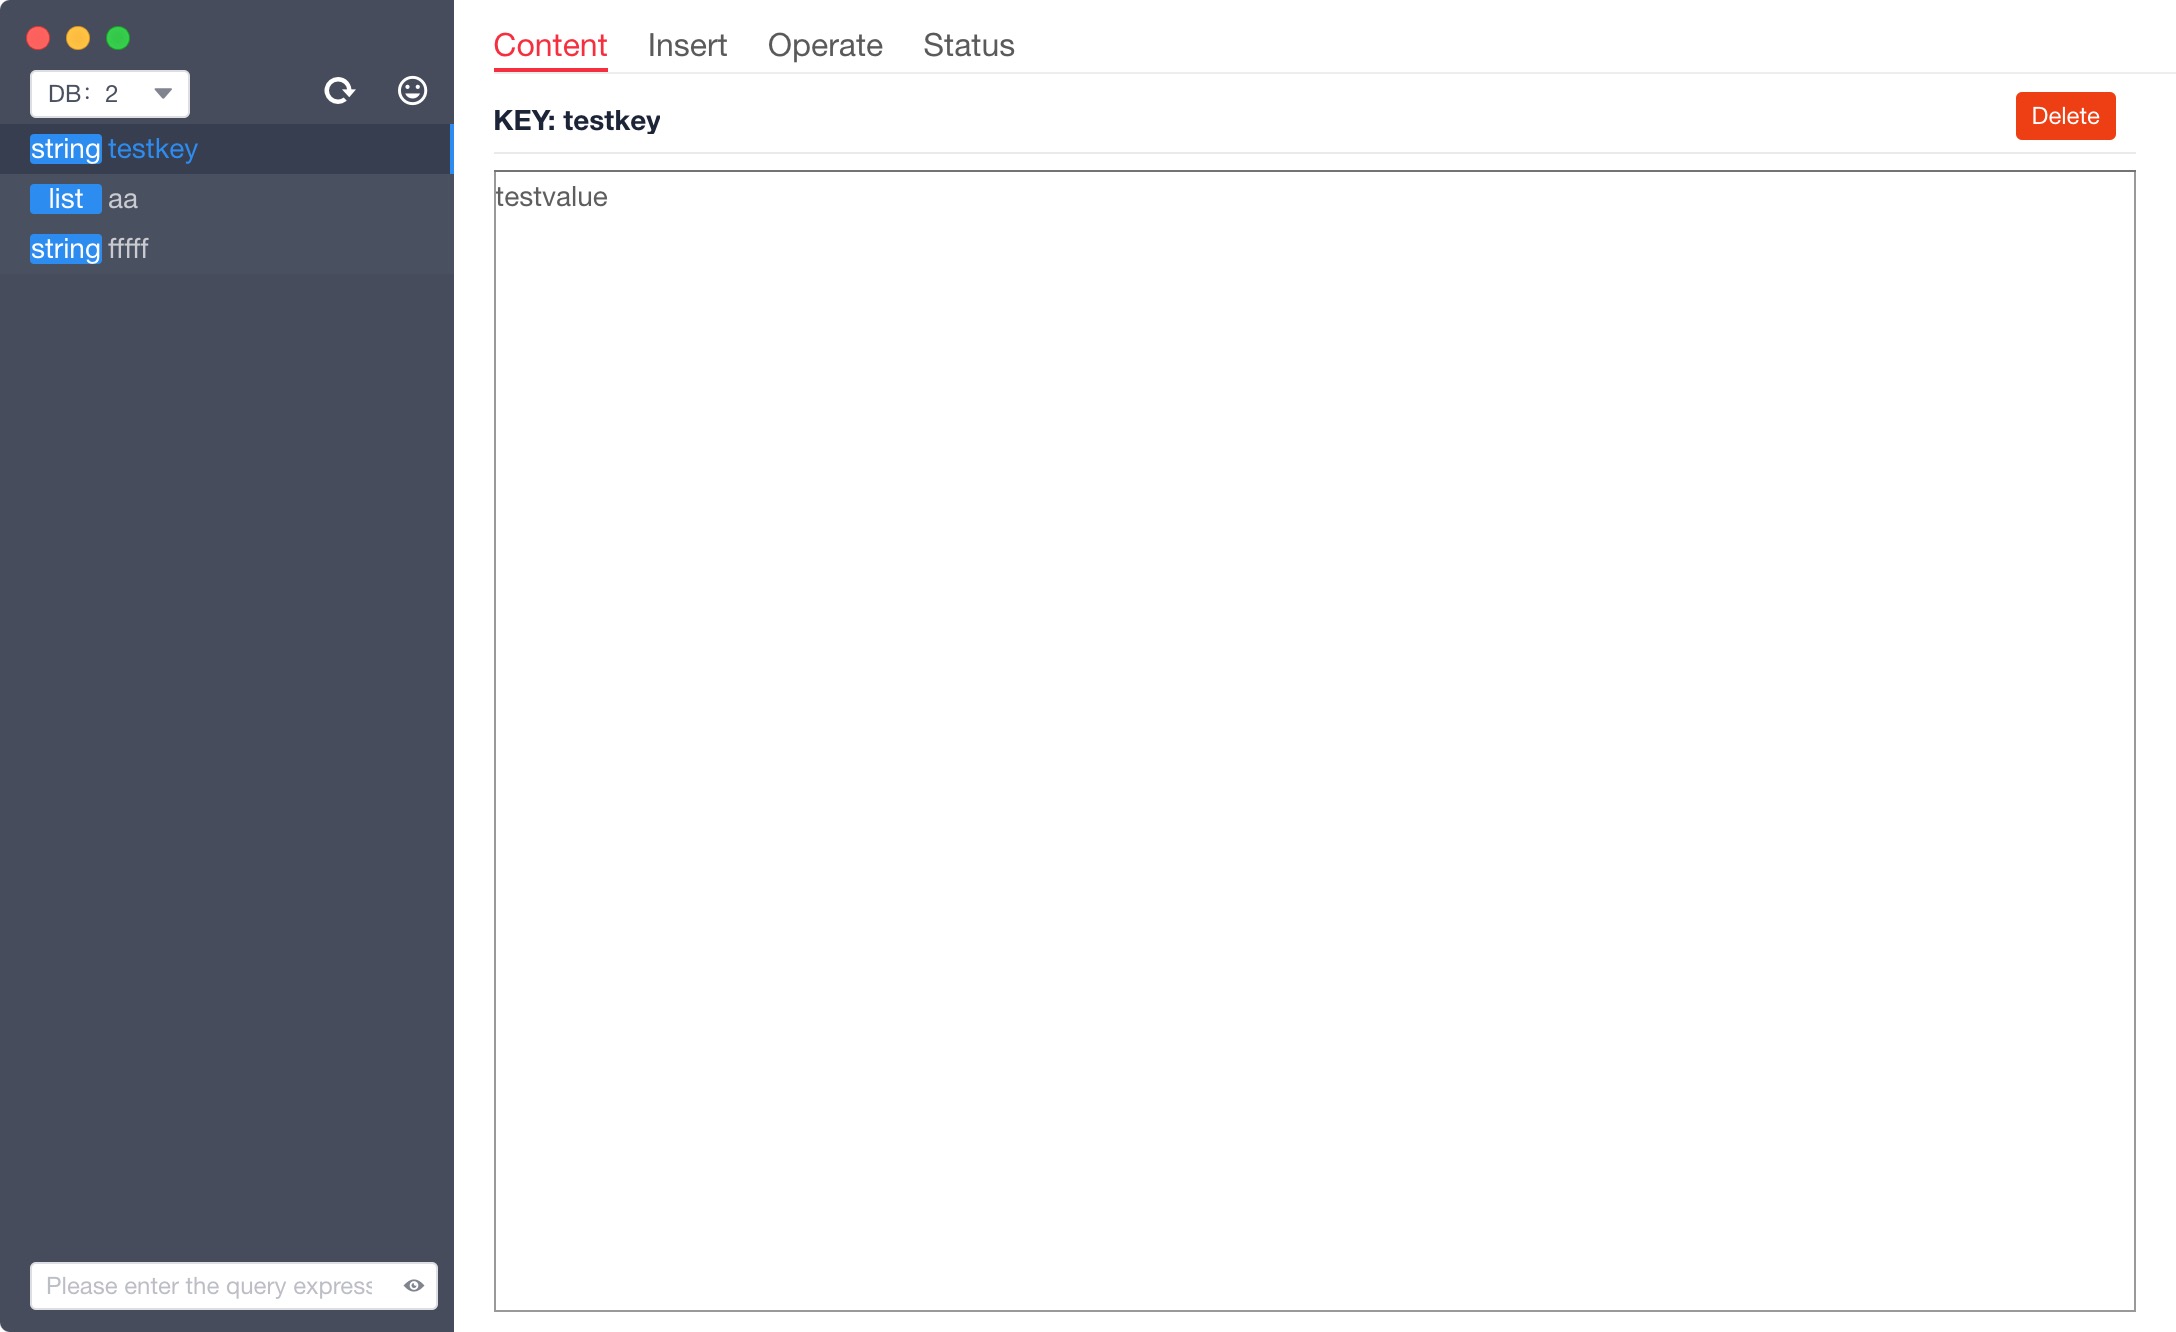 DB: 2
string testkey
list aa
string fffff
Please enter the query express
Content Insert Operate Status
KEY: testkey
Delete
testvalue